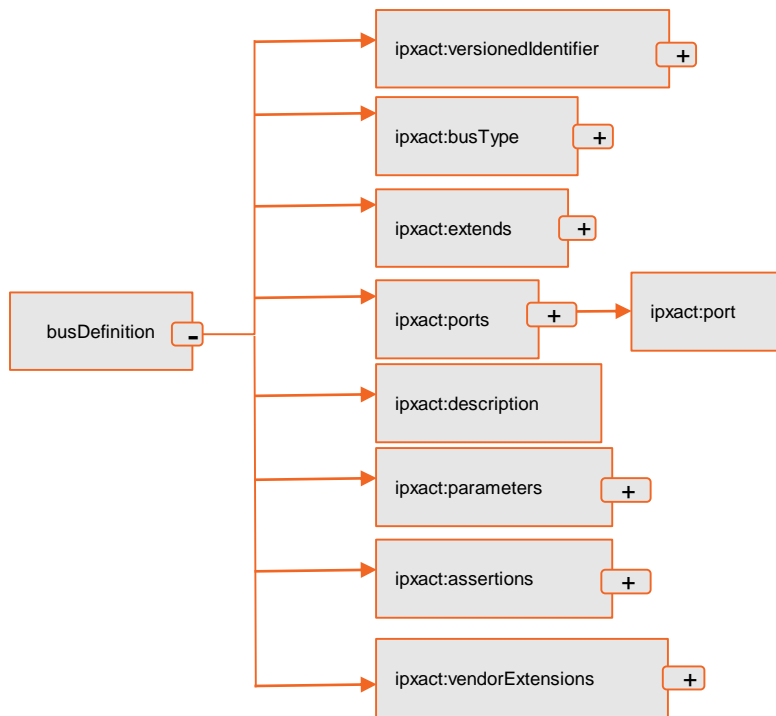 ipxact:versionedIdentifier
+
ipxact:busType
+
ipxact:extends
+
busDefinition
-
ipxact:ports
+
ipxact:port
ipxact:description
ipxact:parameters
+
ipxact:assertions
+
ipxact:vendorExtensions
+